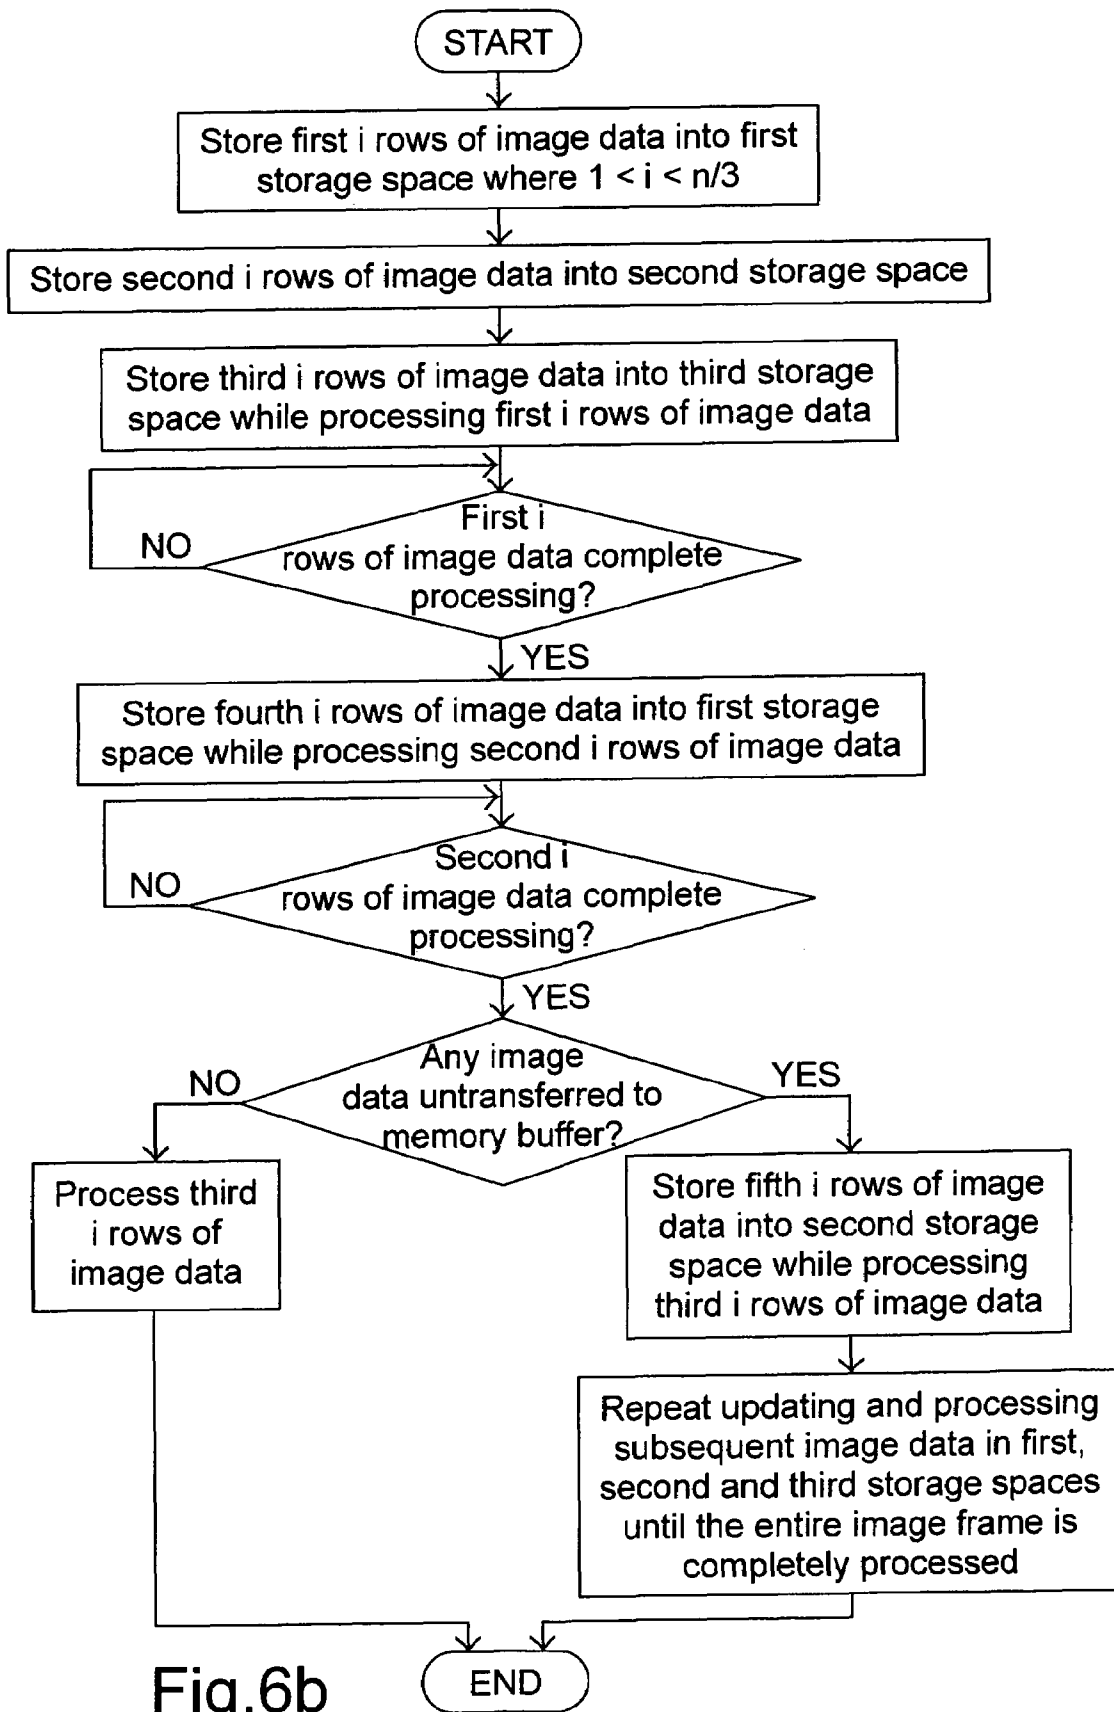 START
Store first i rows of image data into first
storage space where 1 < i < n/3
Store second i rows of image data into second storage space
Store third i rows of image data into third storage
space while processing first i rows of image data
First i
rows of image data complete
processing?
NO
YES
Store fourth i rows of image data into first storage
space while processing second i rows of image data
Second i
rows of image data complete
processing?
NO
YES
Any image
data untransferred to
memory buffer?
NO
YES
Process third
i rows of
image data
Store fifth i rows of image
data into second storage
space while processing
third i rows of image data
Repeat updating and processing
subsequent image data in first,
second and third storage spaces
until the entire image frame is
completely processed
END
Fig.6b